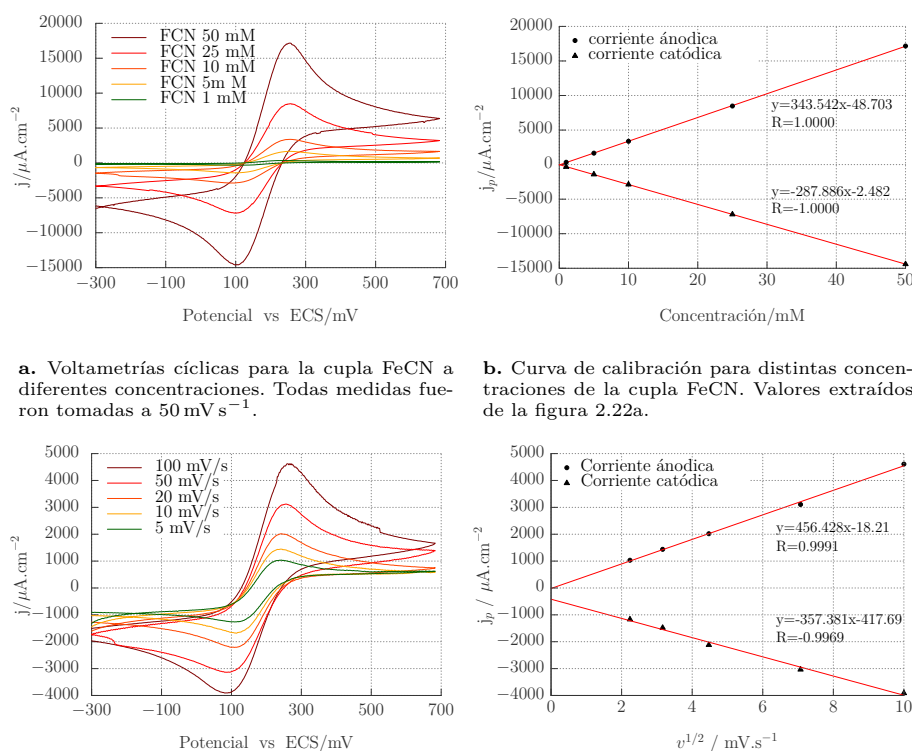 20000
15000
10000
5000
0
−5000
−10000
−15000
−300
−100
100
300
500
700
j/μA.cm⁻²
Potencial vs ECS/mV
FCN 50 mM
FCN 25 mM
FCN 10 mM
FCN 5m M
FCN 1 mM
20000
15000
10000
5000
0
−5000
−10000
−15000
0
10
20
30
40
50
jₚ/μA.cm⁻²
Concentración/mM
corriente ánodica
corriente catódica
y=343.542x-48.703
R=1.0000
y=-287.886x-2.482
R=-1.0000
a. Voltametrías cíclicas para la cupla FeCN a
diferentes concentraciones. Todas medidas fue-
ron tomadas a 50 mV s⁻¹.
b. Curva de calibración para distintas concen-
traciones de la cupla FeCN. Valores extraídos
de la figura 2.22a.
5000
4000
3000
2000
1000
0
−1000
−2000
−3000
−4000
−300
−100
100
300
500
700
j/μA.cm⁻²
Potencial vs ECS/mV
100 mV/s
50 mV/s
20 mV/s
10 mV/s
5 mV/s
5000
4000
3000
2000
1000
0
−1000
−2000
−3000
−4000
0
2
4
6
8
10
jₚ / μA.cm⁻²
v¹ᐟ² / mV.s⁻¹
Corriente ánodica
Corriente catódica
y=456.428x-18.21
R=0.9991
y=-357.381x-417.69
R=-0.9969